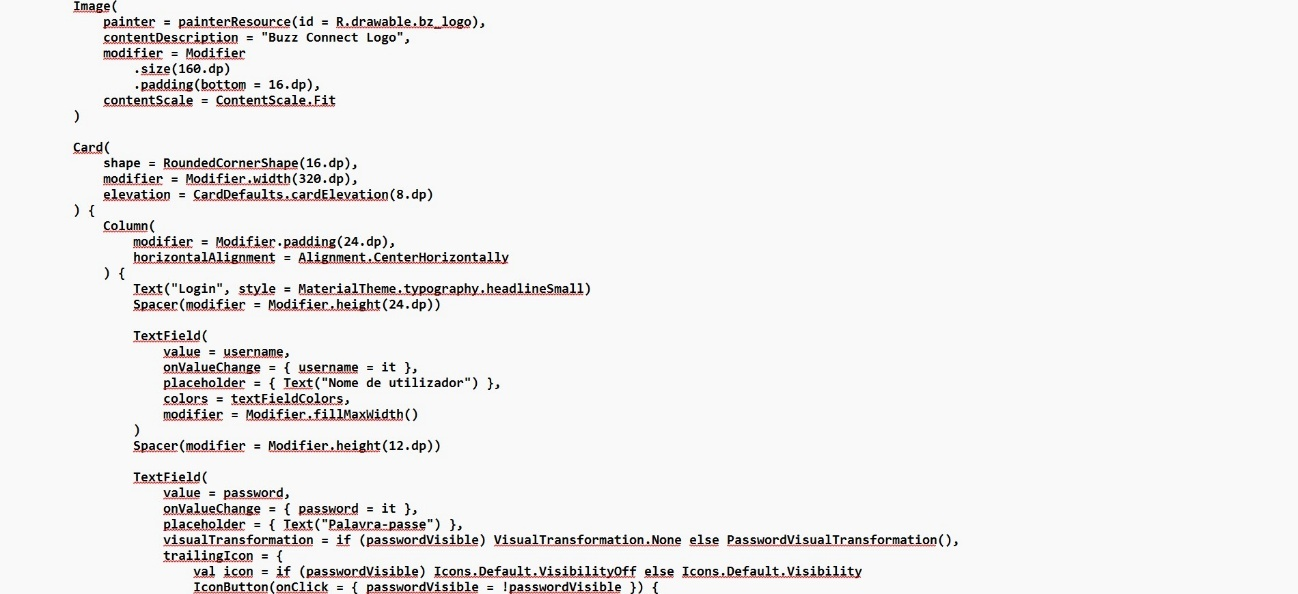 Image(
painter = painterResource(id = R.drawable.bz_logo),
contentDescription = "Buzz Connect Logo",
modifier = Modifier
.size(160.dp)
.padding(bottom = 16.dp),
contentScale = ContentScale.Fit
)
Card(
shape = RoundedCornerShape(16.dp),
modifier = Modifier.width(320.dp),
elevation = CardDefaults.cardElevation(8.dp)
) {
Column(
modifier = Modifier.padding(24.dp),
horizontalAlignment = Alignment.CenterHorizontally
) {
Text("Login", style = MaterialTheme.typography.headlineSmall)
Spacer(modifier = Modifier.height(24.dp))
TextField(
value = username,
onValueChange = { username = it },
placeholder = { Text("Nome de utilizador") },
colors = textFieldColors,
modifier = Modifier.fillMaxWidth()
)
Spacer(modifier = Modifier.height(12.dp))
TextField(
value = password,
onValueChange = { password = it },
placeholder = { Text("Palavra-passe") },
visualTransformation = if (passwordVisible) VisualTransformation.None else PasswordVisualTransformation(),
trailingIcon = {
val icon = if (passwordVisible) Icons.Default.VisibilityOff else Icons.Default.Visibility
IconButton(onClick = { passwordVisible = !passwordVisible }) {